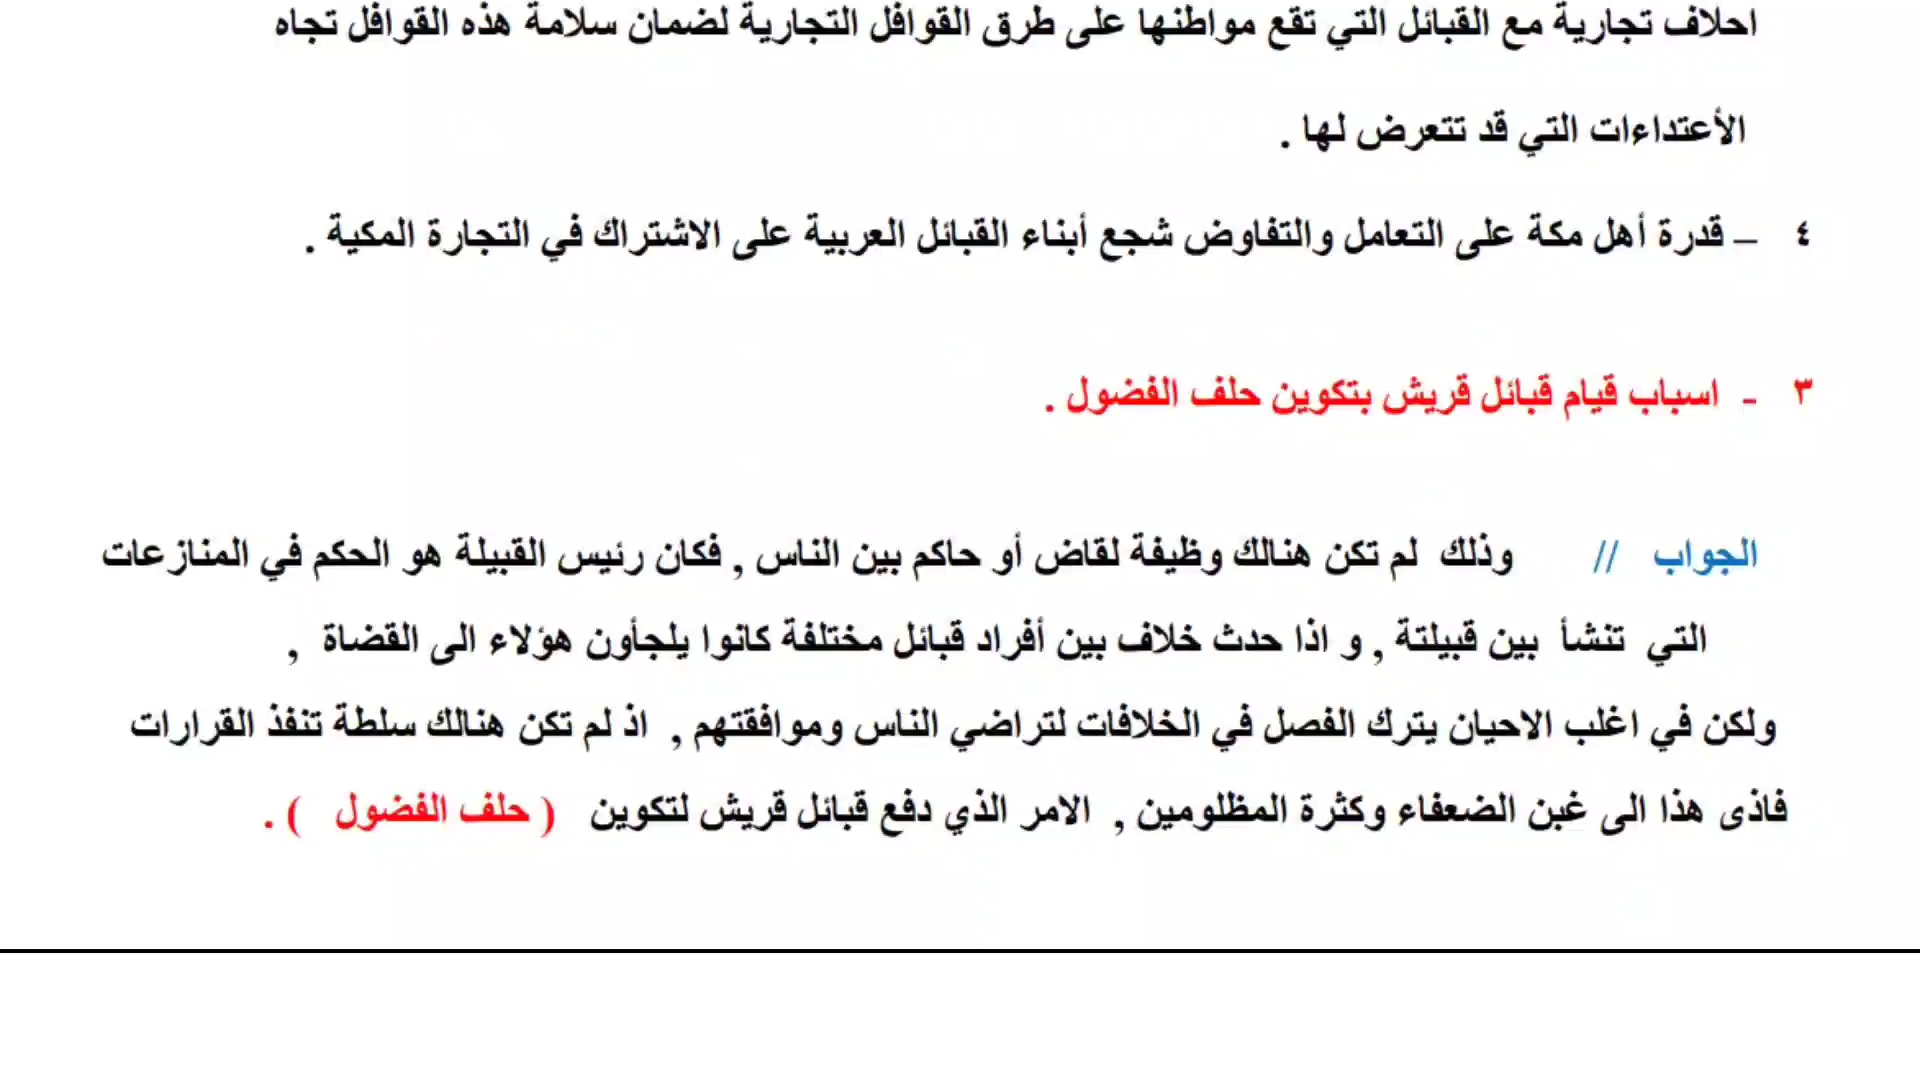 احلاف تجارية مع القبائل التي تقع مواطنها على طرق القوافل التجارية لضمان سلامة هذه القوافل تجاه
الأعتداءات التي قد تتعرض لها .
٤ – قدرة أهل مكة على التعامل والتفاوض شجع أبناء القبائل العربية على الاشتراك في التجارة المكية .
٣ - اسباب قيام قبائل قريش بتكوين حلف الفضول .
الجواب // وذلك لم تكن هنالك وظيفة لقاض أو حاكم بين الناس , فكان رئيس القبيلة هو الحكم في المنازعات
التي تنشأ بين قبيلتة , و اذا حدث خلاف بين أفراد قبائل مختلفة كانوا يلجأون هؤلاء الى القضاة ,
ولكن في اغلب الاحيان يترك الفصل في الخلافات لتراضي الناس وموافقتهم , اذ لم تكن هنالك سلطة تنفذ القرارات
فاذى هذا الى غبن الضعفاء وكثرة المظلومين , الامر الذي دفع قبائل قريش لتكوين ( حلف الفضول ) .